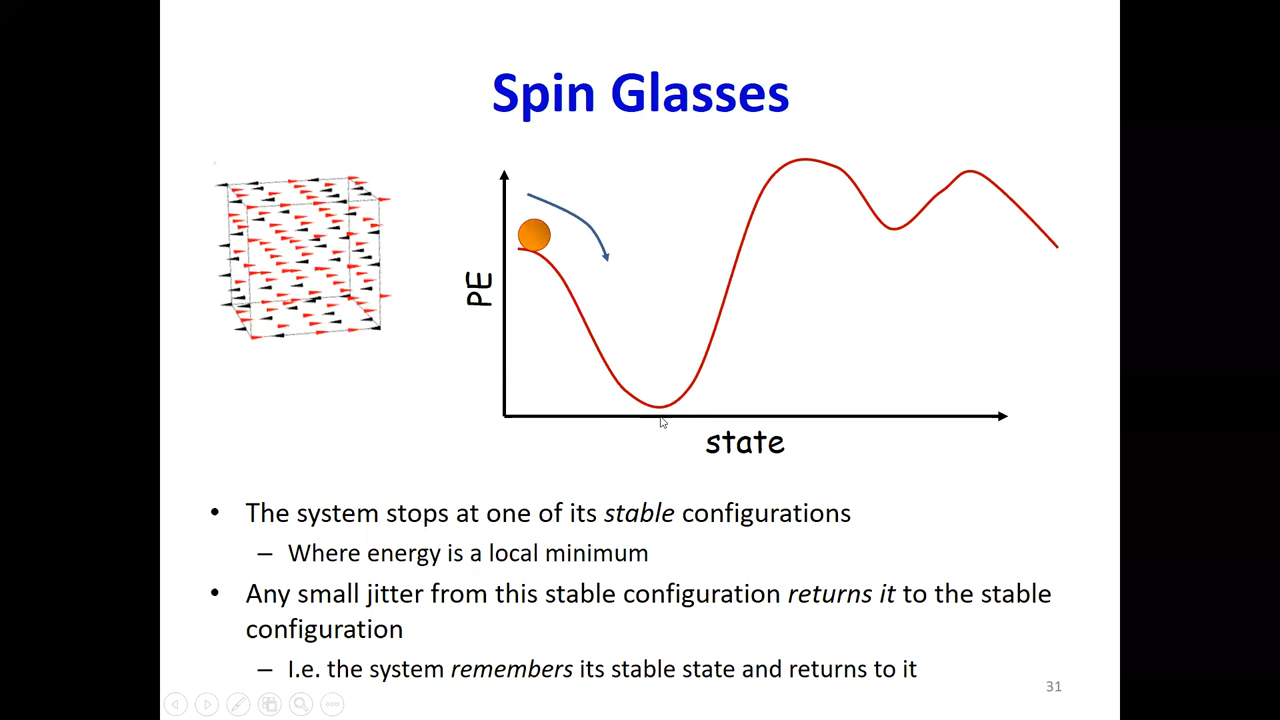 Spin Glasses
PE
state
• The system stops at one of its stable configurations
– Where energy is a local minimum
• Any small jitter from this stable configuration returns it to the stable
configuration
– I.e. the system remembers its stable state and returns to it
31